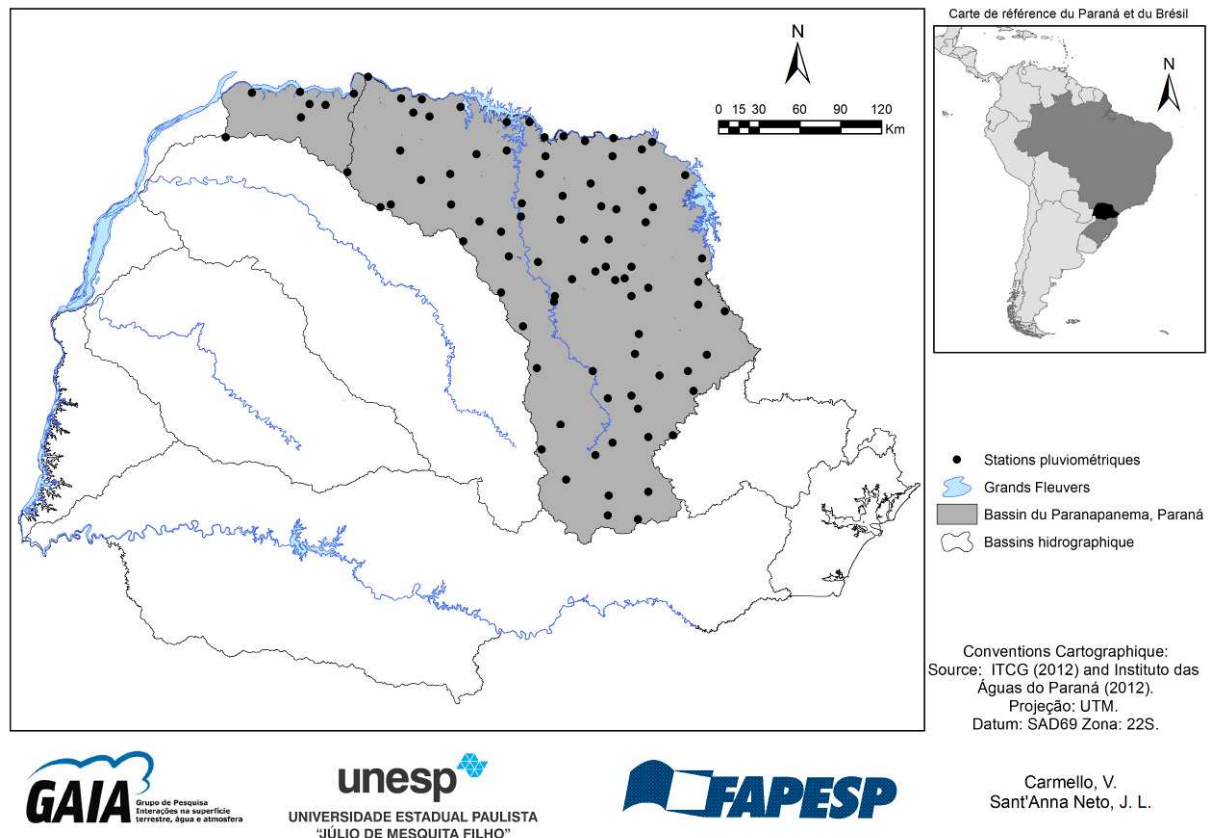 Carte de référence du Paraná et du Brésil
N
N
0 15 30 60 90 120
Km
Stations pluviométriques
Grands Fleuvers
Bassin du Paranapanema, Paraná
Bassins hidrographique
Conventions Cartographique:
Source: ITCG (2012) and Instituto das
Águas do Paraná (2012).
Projeção: UTM.
Datum: SAD69 Zona: 22S.
GAIA
Grupo de Pesquisa
Interações na superfície
terrestre, água e atmosfera
unesp
UNIVERSIDADE ESTADUAL PAULISTA
"JÚLIO DE MESQUITA FILHO"
FAPESP
Carmello, V.
Sant'Anna Neto, J. L.